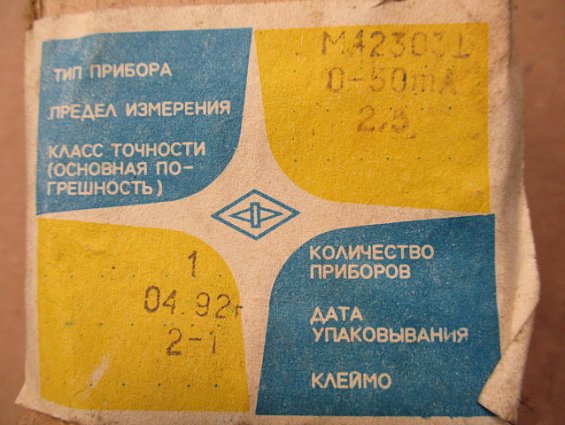 ТИП ПРИБОРА
ПРЕДЕЛ ИЗМЕРЕНИЯ
КЛАСС ТОЧНОСТИ
(ОСНОВНАЯ ПО-
ГРЕШНОСТЬ)
0-50mA
2.5
1
04.92г
2-1
КОЛИЧЕСТВО
ПРИБОРОВ
ДАТА
УПАКОВЫВАНИЯ
КЛЕЙМО